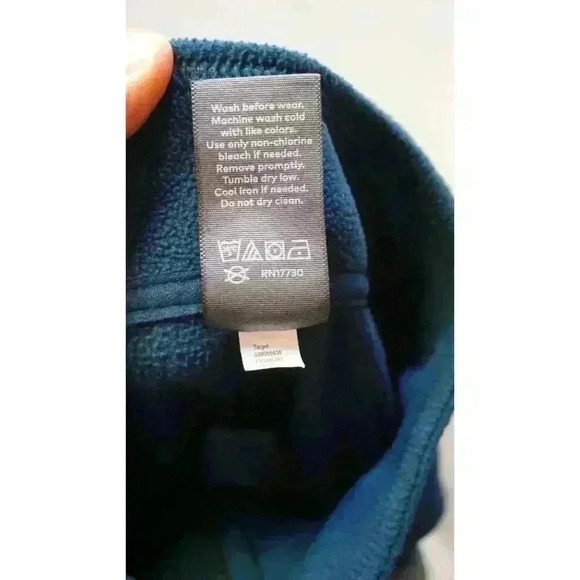 Wash before wear.
Machine wash cold
with like colors.
Use only non-chlorine
bleach if needed.
Remove promptly.
Tumble dry low.
Cool iron if needed.
Do not dry clean.
RN17730
Target